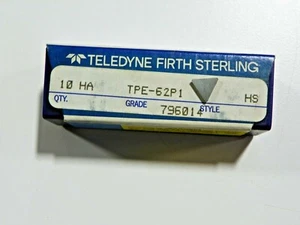 TELEDYNE FIRTH STERLING
10 HA TPE-62P1 HS
QTY. GRADE STYLE
796014